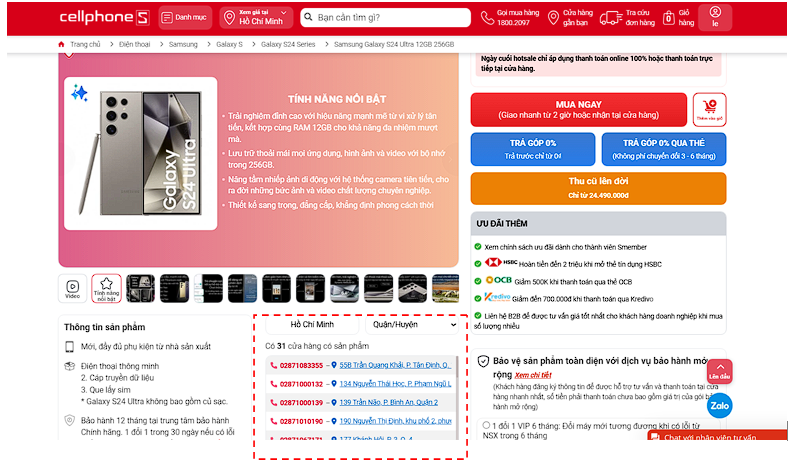 cellphoneS
Danh mục
Xem giá tại
Hồ Chí Minh
Bạn cần tìm gì?
Gọi mua hàng
1800.2097
Cửa hàng
gần bạn
Tra cứu
đơn hàng
Giỏ
hàng
le
Trang chủ > Điện thoại > Samsung > Galaxy S > Galaxy S24 Series > Samsung Galaxy S24 Ultra 12GB 256GB
TÍNH NĂNG NỔI BẬT
• Trải nghiệm đỉnh cao với hiệu năng mạnh mẽ từ vi xử lý tân
tiến, kết hợp cùng RAM 12GB cho khả năng đa nhiệm mượt
mà.
• Lưu trữ thoải mái mọi ứng dụng, hình ảnh và video với bộ nhớ
trong 256GB.
• Nâng tầm nhiếp ảnh di động với hệ thống camera tiên tiến, cho
ra đời những bức ảnh và video chất lượng chuyên nghiệp.
• Thiết kế sang trọng, đẳng cấp, khẳng định phong cách thời
Galaxy
S24 Ultra
Video
Tính năng
nổi bật
Thông tin sản phẩm
Mới, đầy đủ phụ kiện từ nhà sản xuất
Điện thoại thông minh
2. Cáp truyền dữ liệu
3. Que lấy sim
* Galaxy S24 Ultra không bao gồm củ sạc.
Bảo hành 12 tháng tại trung tâm bảo hành
Chính hãng. 1 đổi 1 trong 30 ngày nếu có lỗi
Hồ Chí Minh
Quận/Huyện
Có 31 cửa hàng có sản phẩm
02871083355 – 55B Trần Quang Khải, P. Tân Định, Q.
02871000132 – 134 Nguyễn Thái Học, P. Phạm Ngũ L
02871000139 – 139 Trần Não, P. Bình An, Quận 2
02871010190 – 190 Nguyễn Thị Định, khu phố 2, phườ
02871067171 – 177 Khánh Hội, P. 3, Q. 4
Ngày cuối hotsale chỉ áp dụng thanh toán online 100% hoặc thanh toán trực
tiếp tại cửa hàng.
MUA NGAY
(Giao nhanh từ 2 giờ hoặc nhận tại cửa hàng)
Thêm vào giỏ
TRẢ GÓP 0%
Trả trước chỉ từ 0đ
TRẢ GÓP 0% QUA THẺ
(Không phí chuyển đổi 3 - 6 tháng)
Thu cũ lên đời
Chỉ từ 24.490.000đ
ƯU ĐÃI THÊM
Xem chính sách ưu đãi dành cho thành viên Smember
HSBC Hoàn tiền đến 2 triệu khi mở thẻ tín dụng HSBC
OCB Giảm 500K khi thanh toán qua thẻ OCB
Kredivo Giảm đến 700.000đ khi thanh toán qua Kredivo
Liên hệ B2B để được tư vấn giá tốt nhất cho khách hàng doanh nghiệp khi mua
số lượng nhiều
Bảo vệ sản phẩm toàn diện với dịch vụ bảo hành mở
rộng Xem chi tiết
(Khách hàng đăng ký thông tin để được hỗ trợ tư vấn và thanh toán tại cửa
hàng nhanh nhất, số tiền phải thanh toán chưa bao gồm giá trị của gói bảo
hành mở rộng)
1 đổi 1 VIP 6 tháng: Đổi máy mới tương đương khi có lỗi từ
NSX trong 6 tháng
Lên đầu
Zalo
Chat với nhân viên tư vấn